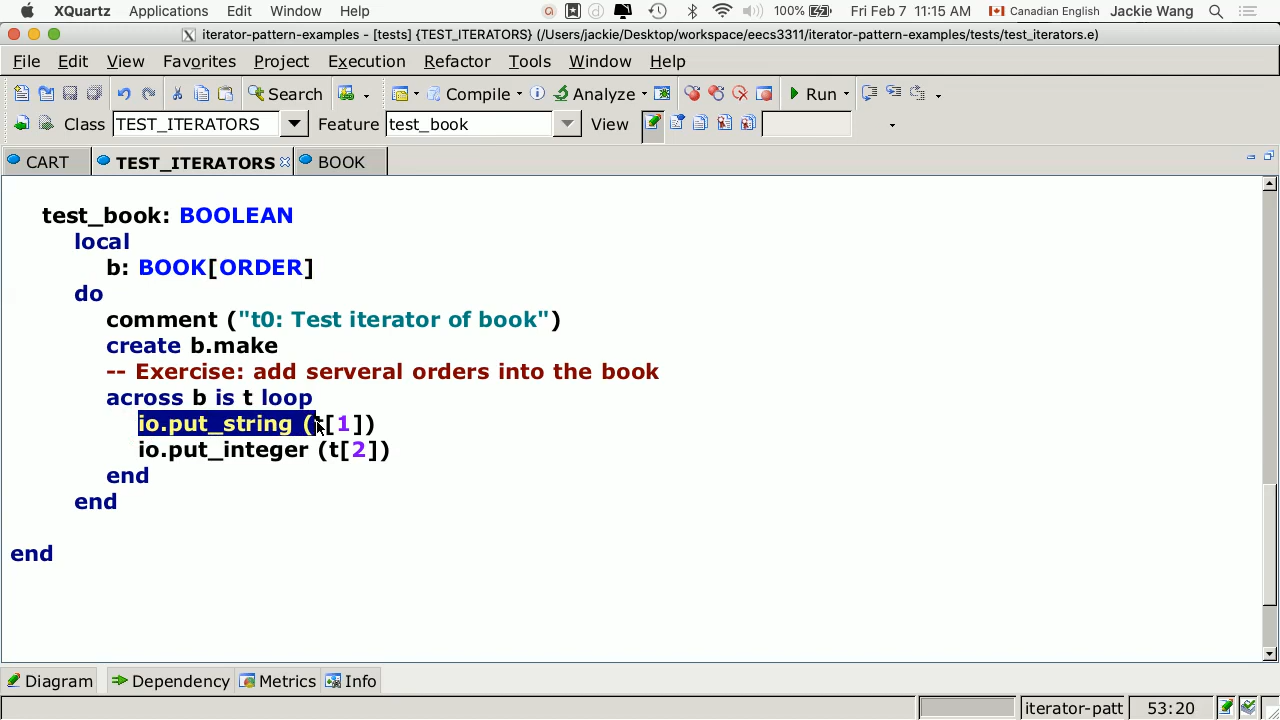 XQuartz Applications Edit Window Help 100% Fri Feb 7 11:15 AM Canadian English Jackie Wang
iterator-pattern-examples - [tests] {TEST_ITERATORS} (/Users/jackie/Desktop/workspace/eecs3311/iterator-pattern-examples/tests/test_iterators.e)
File Edit View Favorites Project Execution Refactor Tools Window Help
Search Compile Analyze Run
Class TEST_ITERATORS Feature test_book View
CART TEST_ITERATORS BOOK
test_book: BOOLEAN
local
b: BOOK[ORDER]
do
comment ("t0: Test iterator of book")
create b.make
-- Exercise: add serveral orders into the book
across b is t loop
io.put_string (t[1])
io.put_integer (t[2])
end
end
end
Diagram Dependency Metrics Info
iterator-patt 53:20